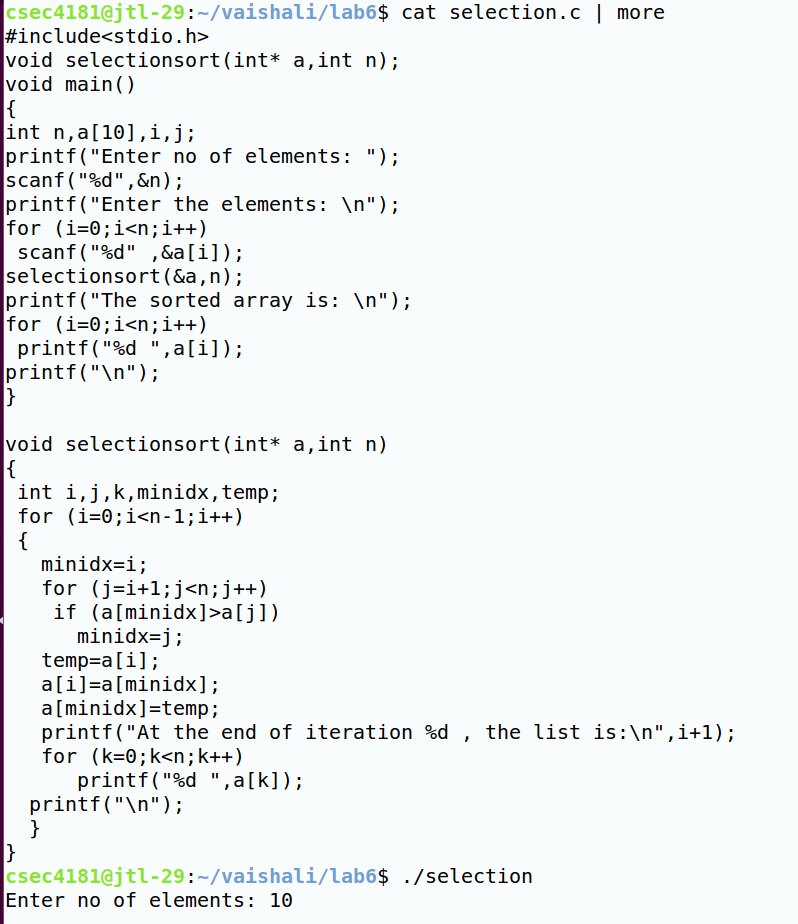 csec4181@jtl-29:~/vaishali/lab6$ cat selection.c | more
#include<stdio.h>
void selectionsort(int* a,int n);
void main()
{
int n,a[10],i,j;
printf("Enter no of elements: ");
scanf("%d",&n);
printf("Enter the elements: \n");
for (i=0;i<n;i++)
 scanf("%d" ,&a[i]);
selectionsort(&a,n);
printf("The sorted array is: \n");
for (i=0;i<n;i++)
 printf("%d ",a[i]);
printf("\n");
}

void selectionsort(int* a,int n)
{
 int i,j,k,minidx,temp;
 for (i=0;i<n-1;i++)
 {
   minidx=i;
   for (j=i+1;j<n;j++)
    if (a[minidx]>a[j])
      minidx=j;
   temp=a[i];
   a[i]=a[minidx];
   a[minidx]=temp;
   printf("At the end of iteration %d , the list is:\n",i+1);
   for (k=0;k<n;k++)
      printf("%d ",a[k]);
  printf("\n");
  }
}
csec4181@jtl-29:~/vaishali/lab6$ ./selection
Enter no of elements: 10